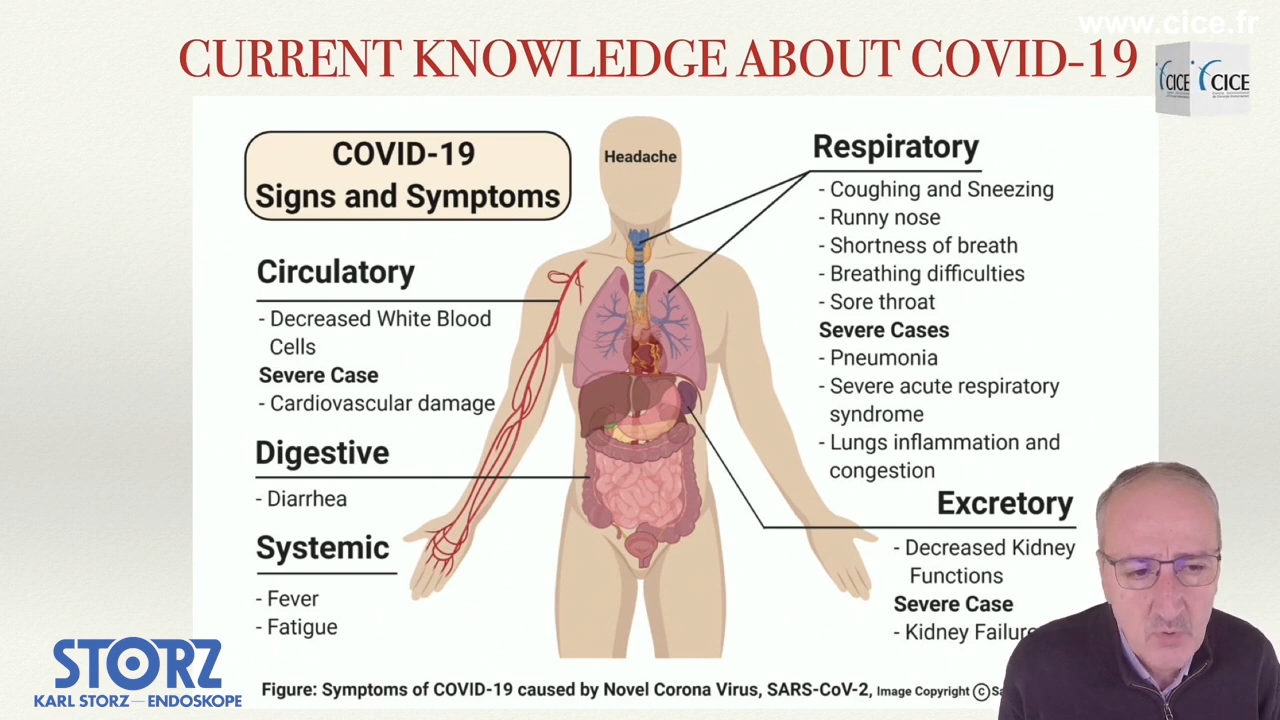 www.cice.fr
CURRENT KNOWLEDGE ABOUT COVID-19
CICE
CICE
COVID-19
Signs and Symptoms
Headache
Circulatory
- Decreased White Blood
Cells
Severe Case
- Cardiovascular damage
Digestive
- Diarrhea
Systemic
- Fever
- Fatigue
Respiratory
- Coughing and Sneezing
- Runny nose
- Shortness of breath
- Breathing difficulties
- Sore throat
Severe Cases
- Pneumonia
- Severe acute respiratory
syndrome
- Lungs inflammation and
congestion
Excretory
- Decreased Kidney
Functions
Severe Case
- Kidney Failure
STORZ
KARL STORZ—ENDOSKOPE
Figure: Symptoms of COVID-19 caused by Novel Corona Virus, SARS-CoV-2, Image Copyright ©